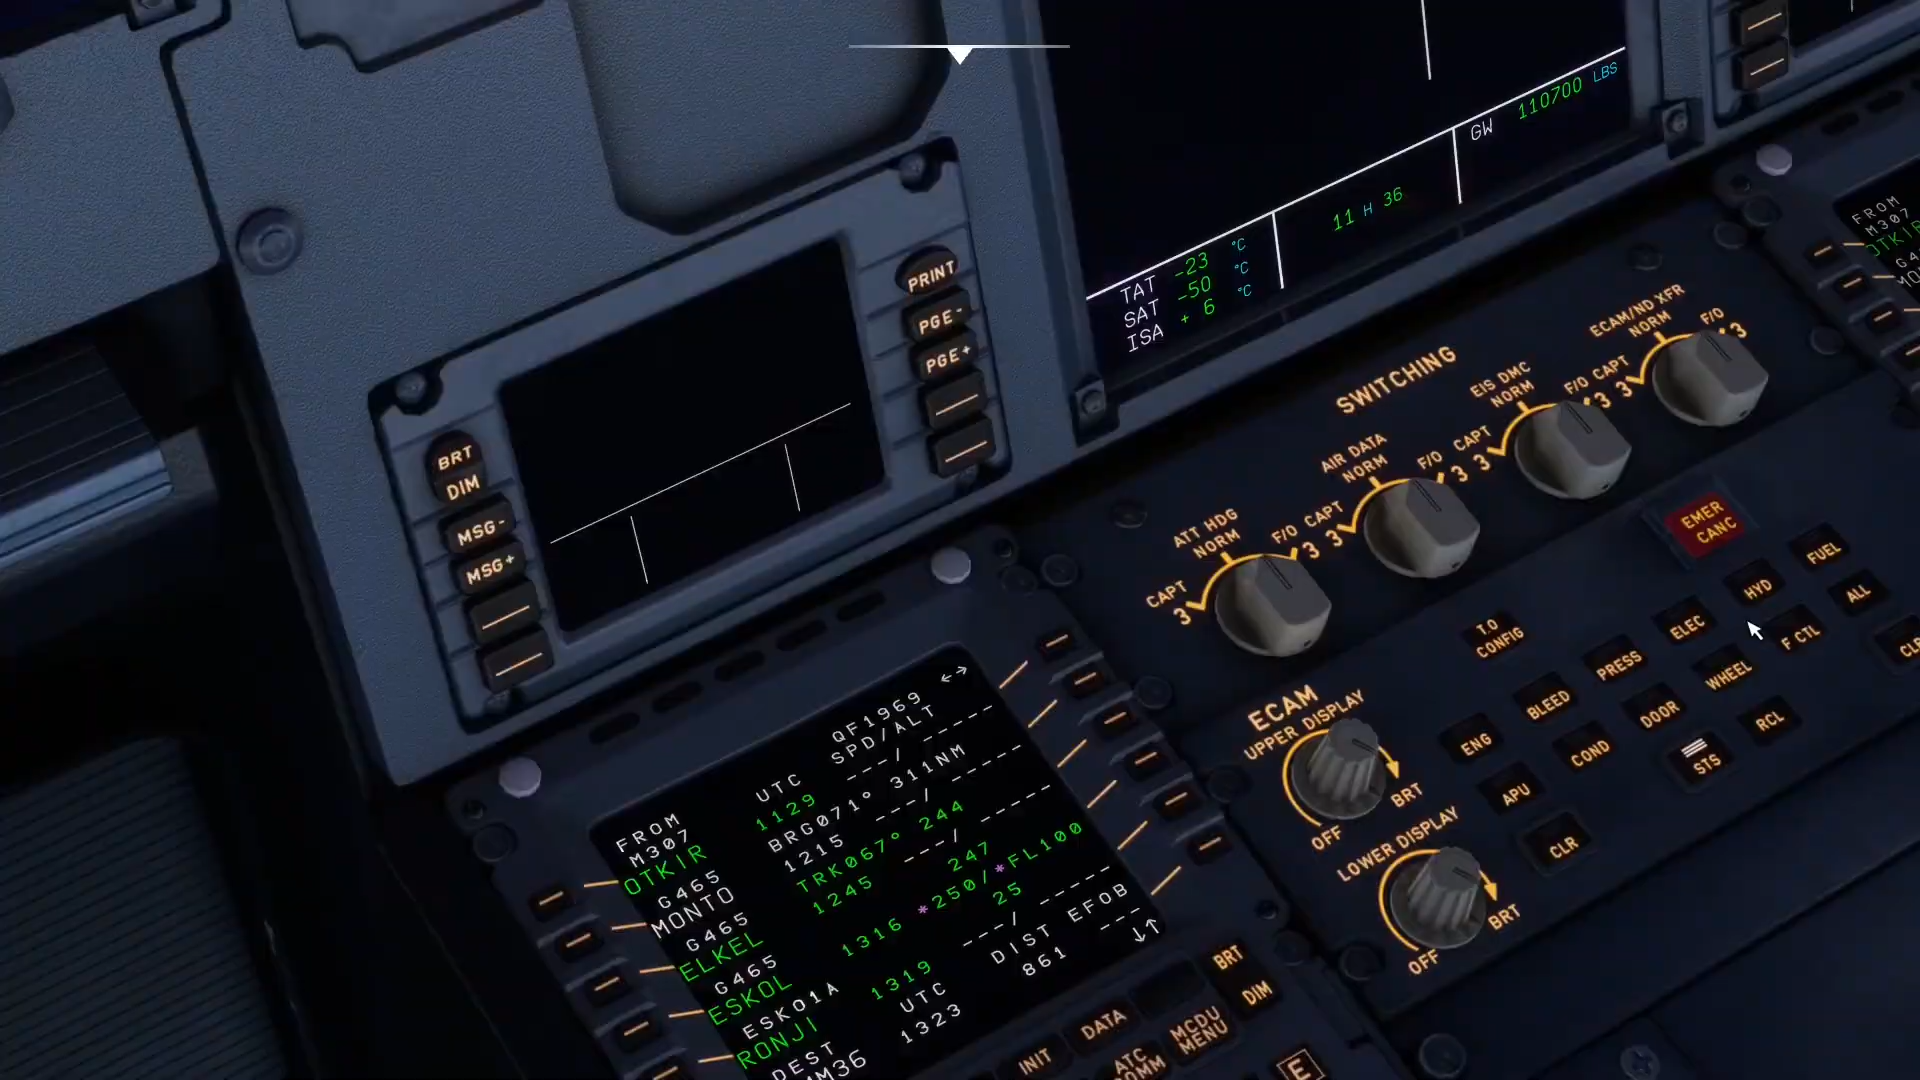 GW 110700 LBS
11 H 36
TAT -23 °C
SAT -50 °C
ISA + 6 °C
PRINT
PGE-
PGE+
BRT
DIM
MSG-
MSG+
SWITCHING
ATT HDG
NORM
CAPT
3
F/O
3
AIR DATA
NORM
CAPT
3
F/O
3
EIS DMC
NORM
CAPT
3
F/O
3
ECAM/ND XFR
NORM
CAPT
3
F/O
3
EMER
CANC
T.O
CONFIG
ELEC
HYD
FUEL
ENG
BLEED
PRESS
WHEEL
F CTL
ALL
APU
COND
DOOR
STS
RCL
CLR
CLR
ECAM
UPPER DISPLAY
OFF
BRT
LOWER DISPLAY
OFF
BRT
QF1969 ←→
FROM UTC SPD/ALT
M307
OTKIR 1129 ---/-----
G465 BRG071° 311NM
MONTO 1215 ---/-----
G465 TRK067° 244
ELKEL 1245 ---/-----
G465 247
ESKOL 1316 *250/*FL100
ESKO1A 25
RONJI 1319 ---/-----
DEST UTC DIST EFOB
1323 861 ---
↓↑
BRT
DIM
INIT
DATA
ATC
COMM
MCDU
MENU
E
FROM
M307